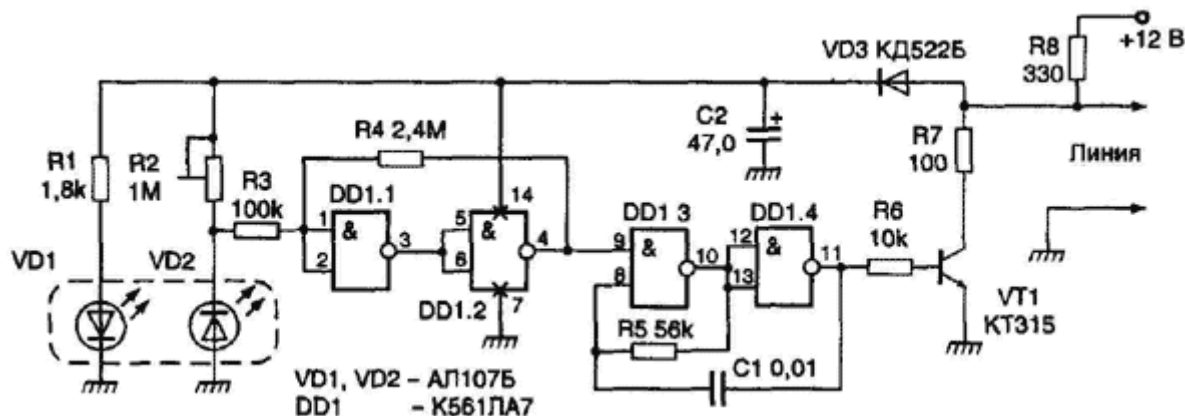 VD3 КД522Б
R8
330
+12 В
R4 2,4М
C2
+
47,0
R7
100
Линия
R1
1,8k
R2
1М
R3
100k
DD1.1
1
&
2
3
5
&
6
14
4
7
DD1.2
DD1 3
9
&
8
10
DD1.4
12
&
13
11
R6
10k
R5 56k
C1 0,01
VT1
КТ315
VD1
VD2
VD1, VD2 – АЛ107Б
DD1 – К561ЛА7